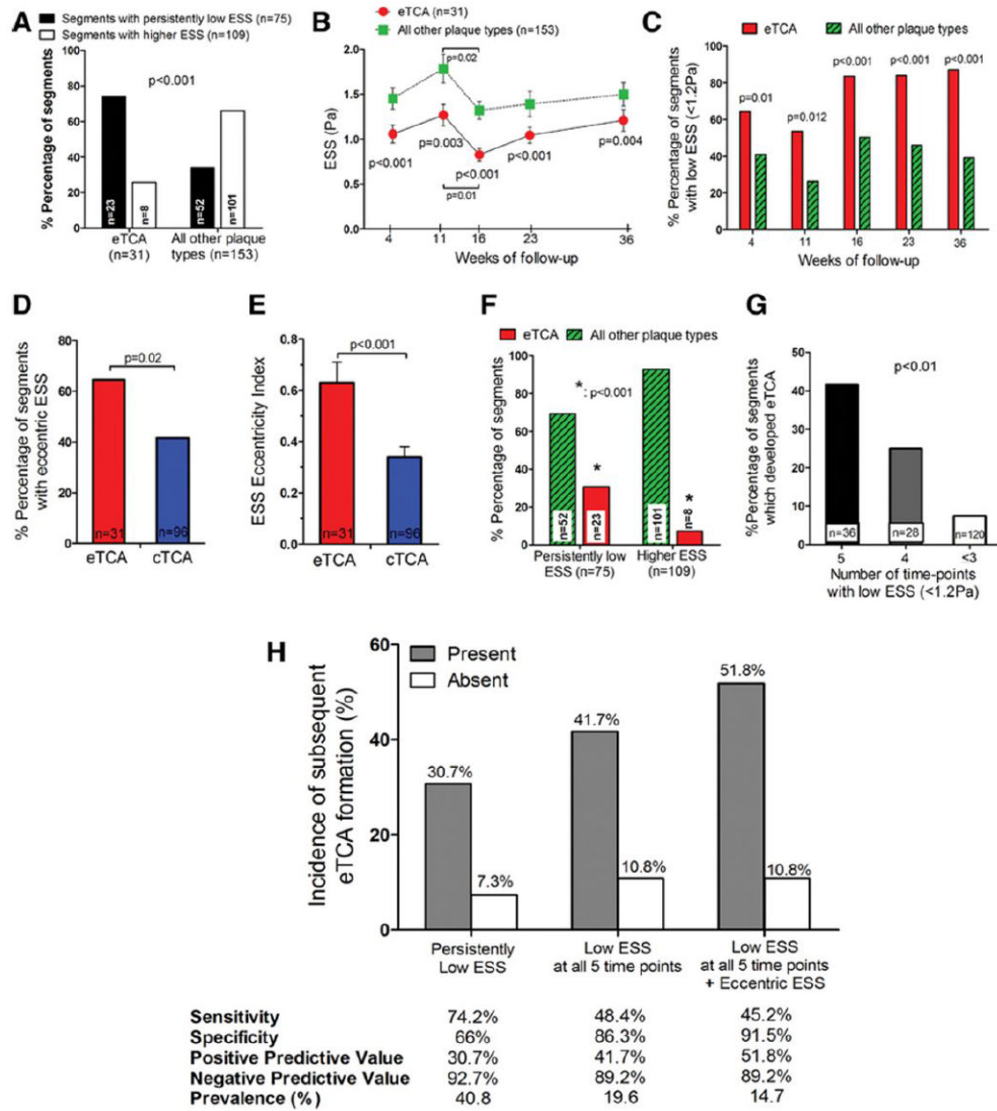 A
Segments with persistently low ESS (n=75)
Segments with higher ESS (n=109)
% Percentage of segments
100
80
60
40
20
0
p<0.001
n=23
n=8
n=52
n=101
eTCA
(n=31)
All other plaque
types (n=153)
B
eTCA (n=31)
All other plaque types (n=153)
ESS (Pa)
2.0
1.5
1.0
0.5
0.0
p=0.02
p<0.001
p=0.003
p<0.001
p<0.001
p=0.004
p=0.01
4
11
16
23
36
Weeks of follow-up
C
eTCA
All other plaque types
% Percentage of segments
with low ESS (<1.2Pa)
100
80
60
40
20
0
p=0.01
p=0.012
p<0.001
p<0.001
p<0.001
4
11
16
23
36
Weeks of follow-up
D
% Percentage of segments
with eccentric ESS
80
60
40
20
0
p=0.02
n=31
n=96
eTCA
cTCA
E
ESS Eccentricity Index
0.8
0.6
0.4
0.2
0.0
p<0.001
n=31
n=96
eTCA
cTCA
F
eTCA
All other plaque types
% Percentage of segments
100
80
60
40
20
0
*: p<0.001
*
*
n=52
n=23
n=101
n=8
Persistently low
ESS (n=75)
Higher ESS
(n=109)
G
%Percentage of segments
which developed eTCA
50
40
30
20
10
0
p<0.01
n=36
n=28
n=120
5
4
<3
Number of time-points
with low ESS (<1.2Pa)
H
Present
Absent
Incidence of subsequent
eTCA formation (%)
60
40
20
0
30.7%
7.3%
41.7%
10.8%
51.8%
10.8%
Persistently
Low ESS
Low ESS
at all 5 time points
Low ESS
at all 5 time points
+ Eccentric ESS
Sensitivity 74.2% 48.4% 45.2%
Specificity 66% 86.3% 91.5%
Positive Predictive Value 30.7% 41.7% 51.8%
Negative Predictive Value 92.7% 89.2% 89.2%
Prevalence (%) 40.8 19.6 14.7